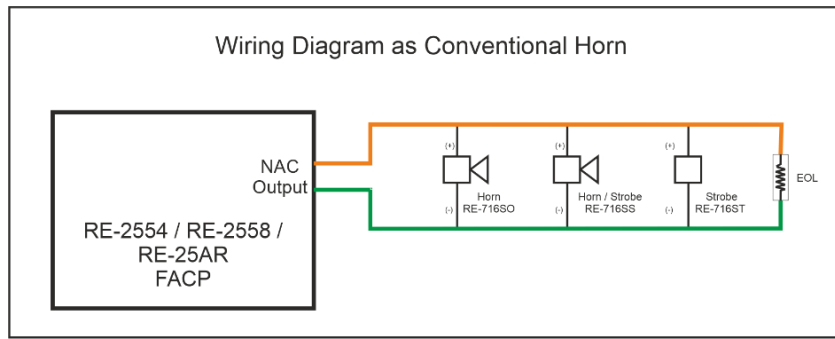 Wiring Diagram as Conventional Horn
NAC
Output
RE-2554 / RE-2558 /
RE-25AR
FACP
(+)
(-)
Horn
RE-716SO
(+)
(-)
Horn / Strobe
RE-716SS
(+)
(-)
Strobe
RE-716ST
EOL